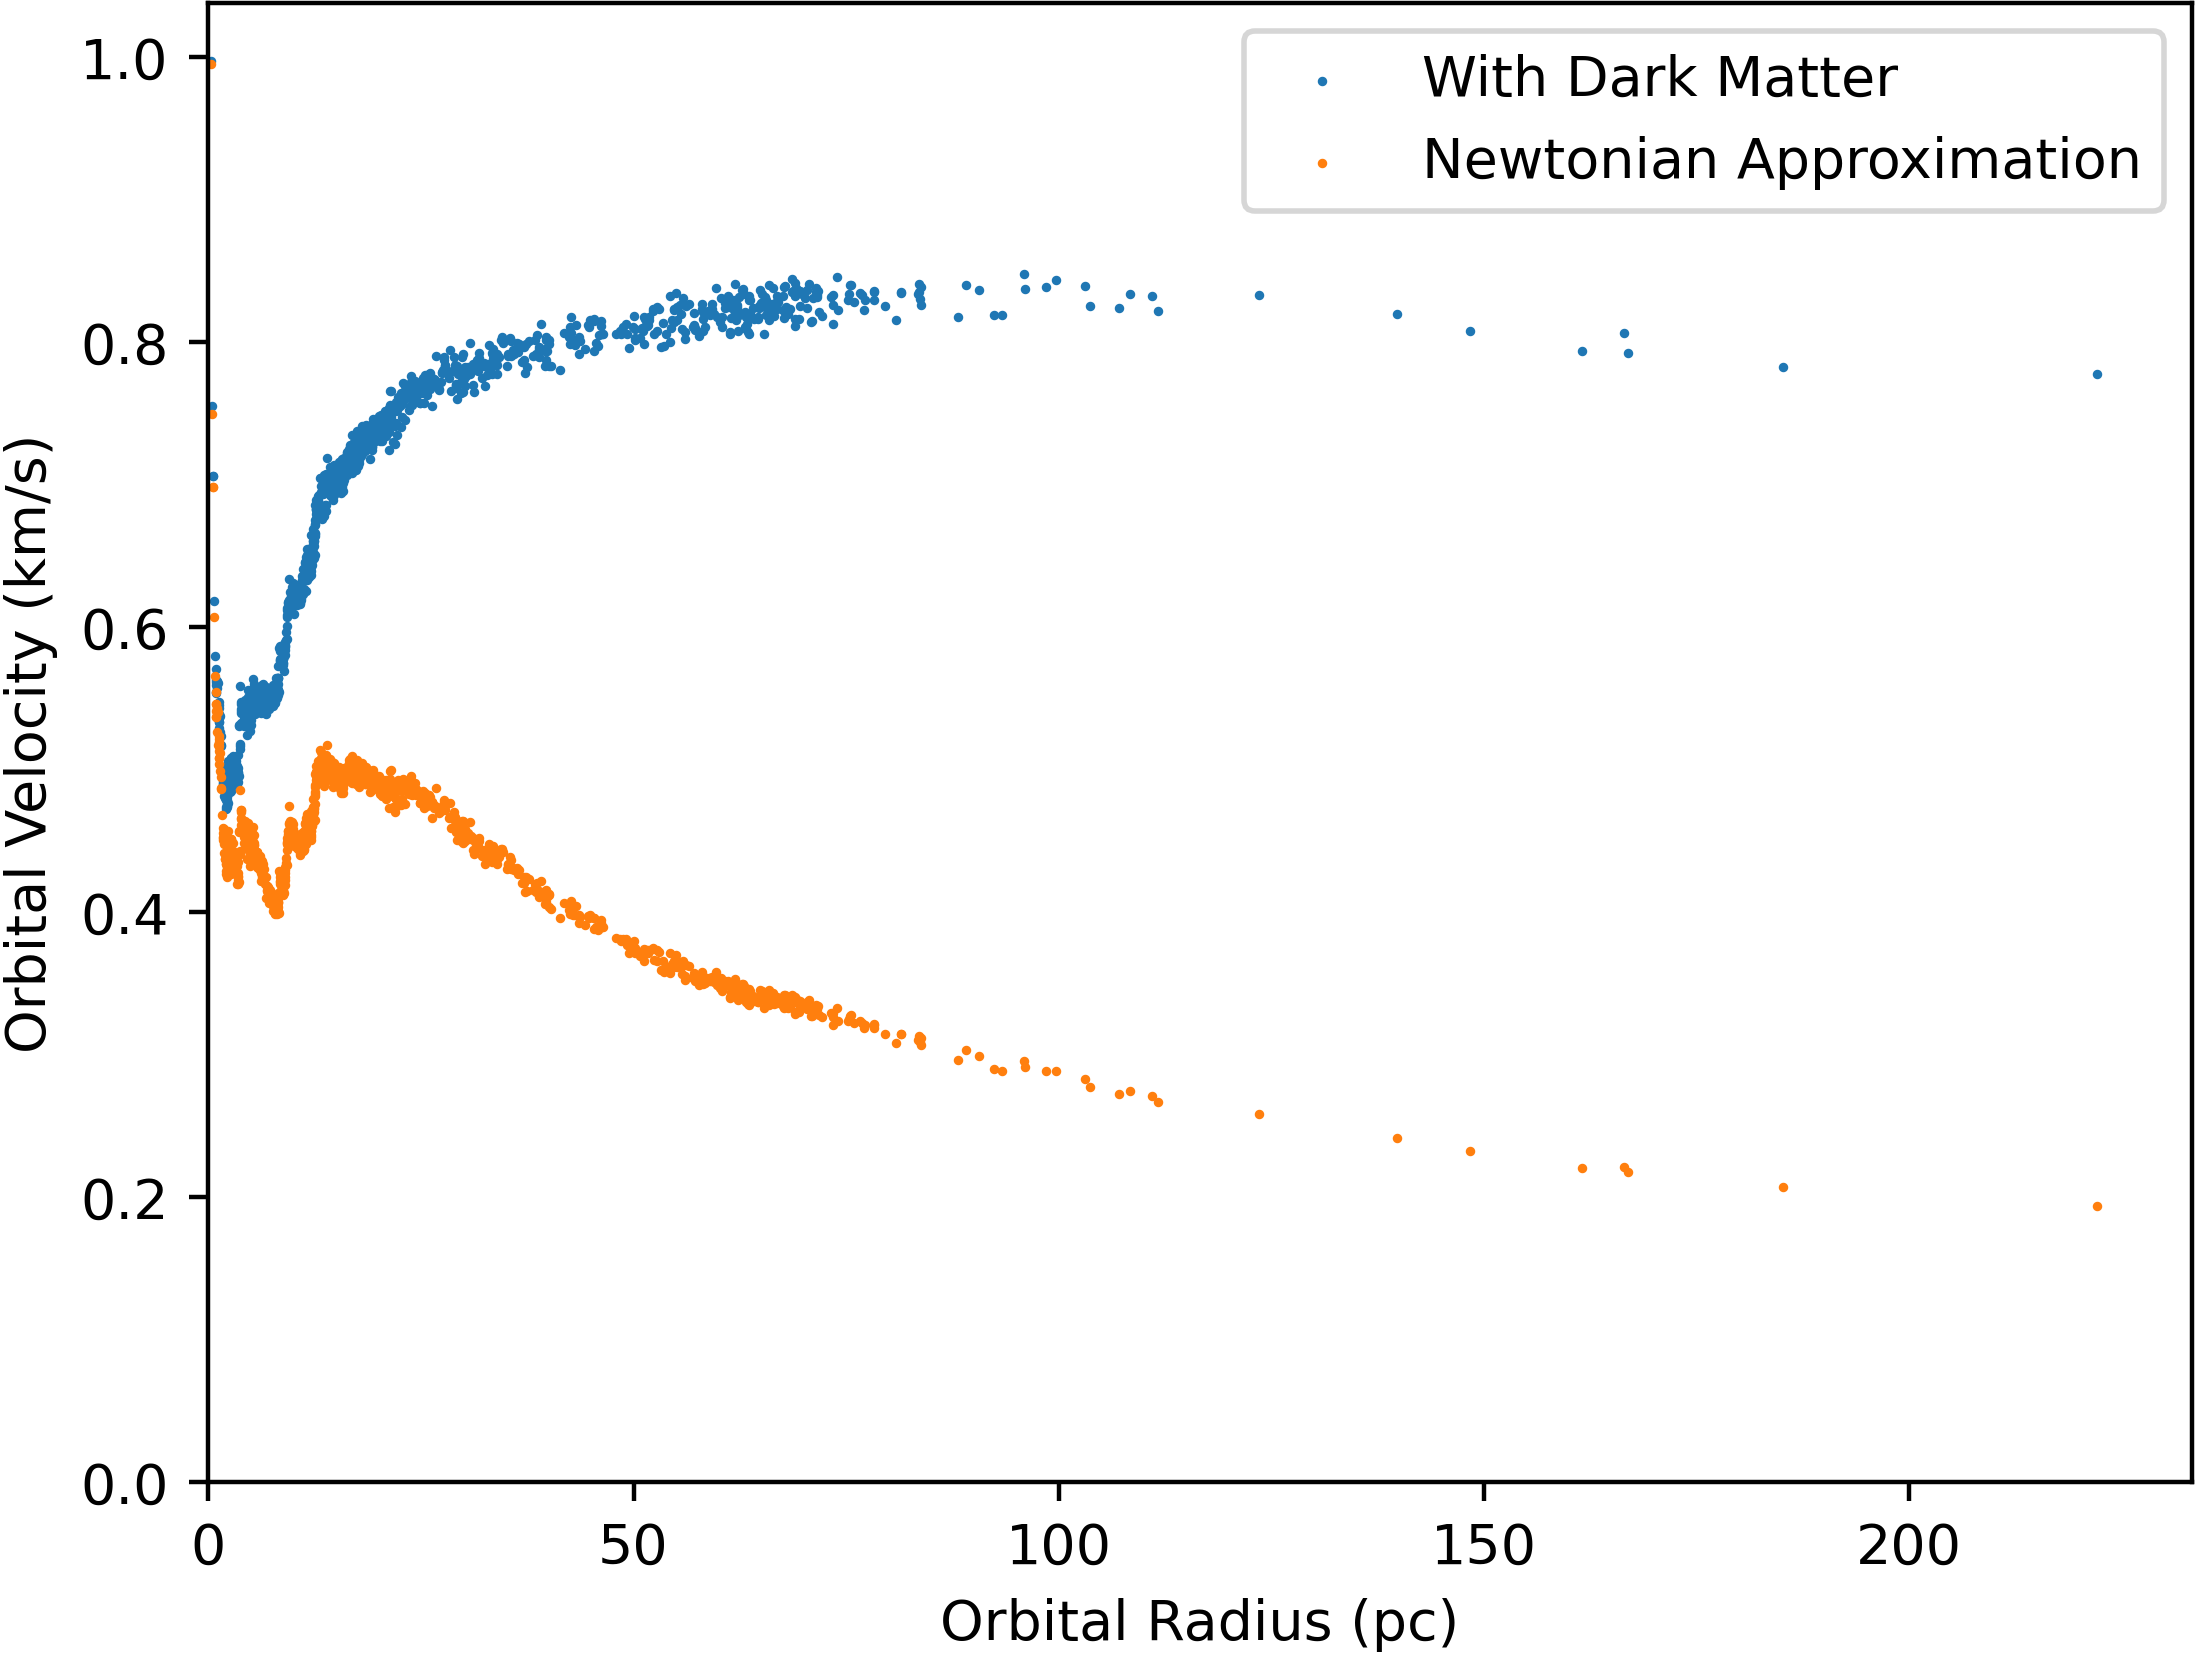 With Dark Matter
Newtonian Approximation
1.0
0.8
0.6
0.4
0.2
0.0
Orbital Velocity (km/s)
0 50 100 150 200
Orbital Radius (pc)